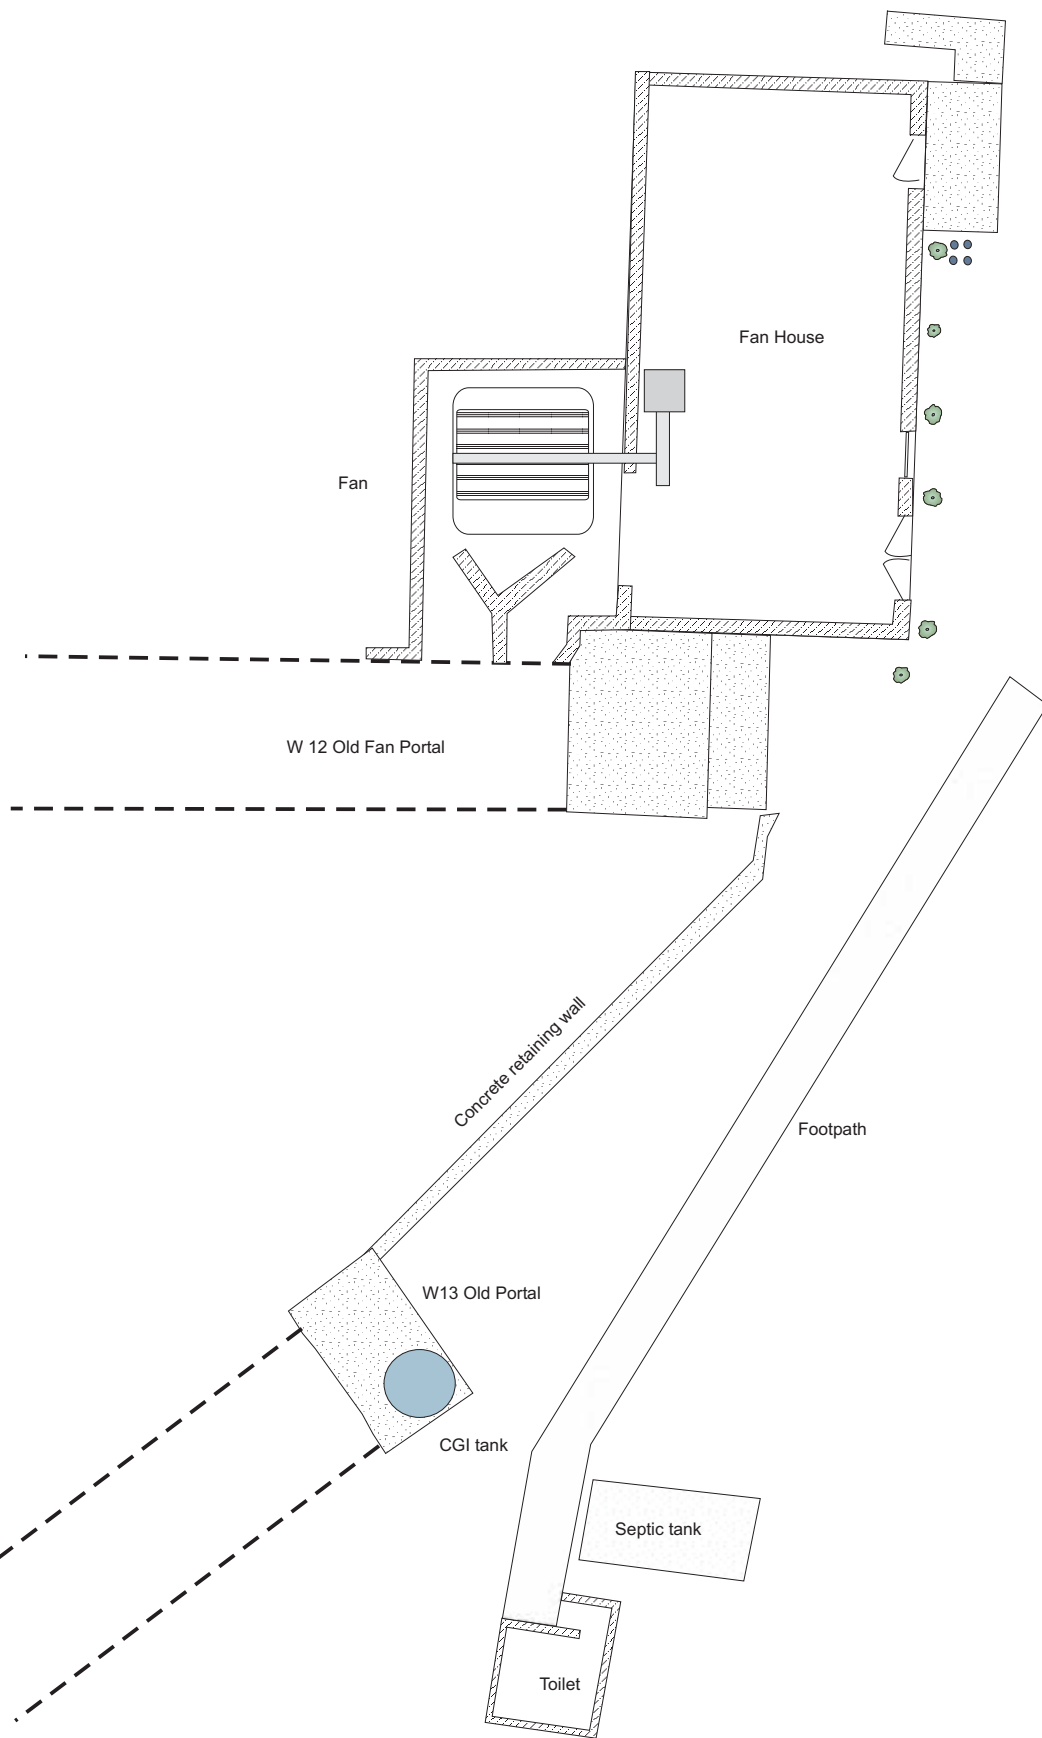 Fan House
Fan
W 12 Old Fan Portal
Concrete retaining wall
Footpath
W13 Old Portal
CGI tank
Septic tank
Toilet